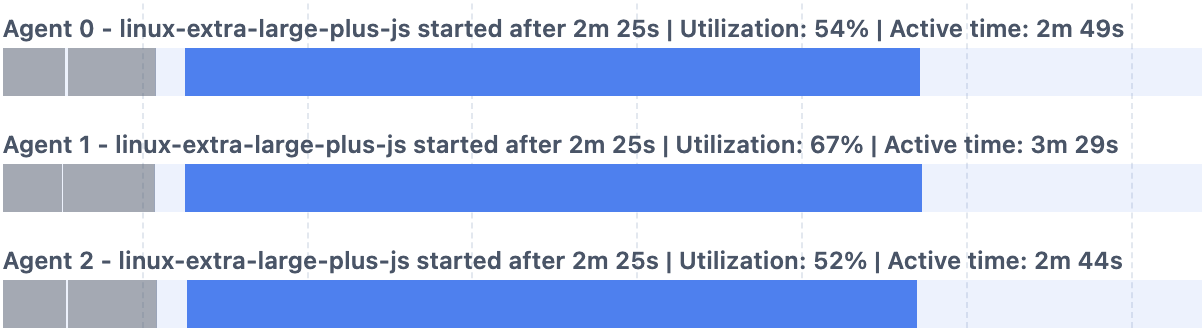 Agent 0 - linux-extra-large-plus-js started after 2m 25s | Utilization: 54% | Active time: 2m 49s
Agent 1 - linux-extra-large-plus-js started after 2m 25s | Utilization: 67% | Active time: 3m 29s
Agent 2 - linux-extra-large-plus-js started after 2m 25s | Utilization: 52% | Active time: 2m 44s